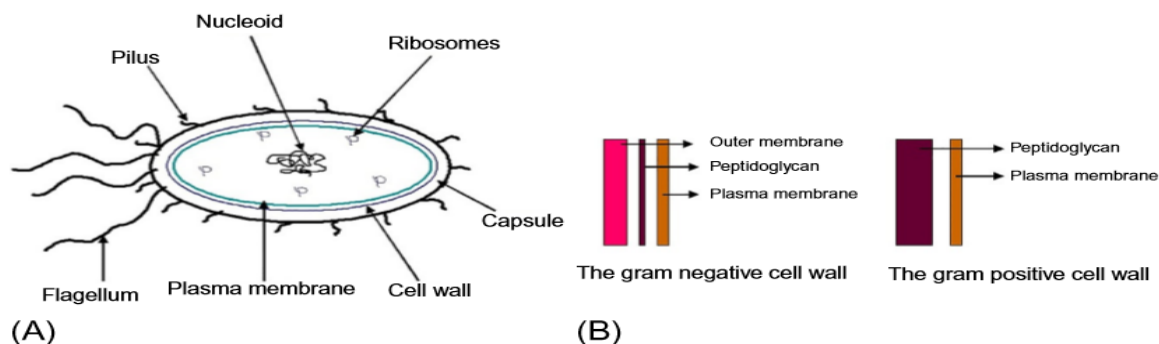 Nucleoid
Ribosomes
Pilus
Capsule
Flagellum
Plasma membrane
Cell wall
(A)
Outer membrane
Peptidoglycan
Plasma membrane
The gram negative cell wall
Peptidoglycan
Plasma membrane
The gram positive cell wall
(B)